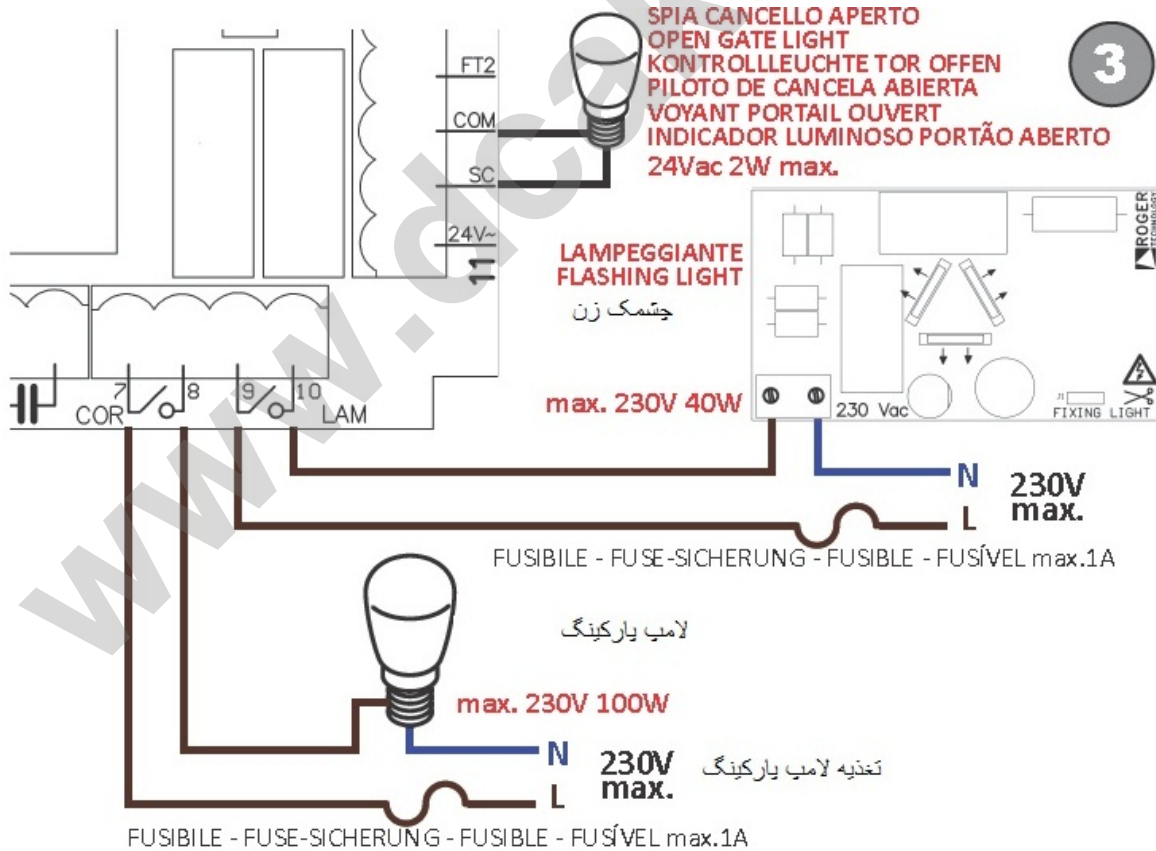 SPIA CANCELLO APERTO
OPEN GATE LIGHT
KONTROLLLEUCHTE TOR OFFEN
PILOTO DE CANCELA ABIERTA
VOYANT PORTAIL OUVERT
INDICADOR LUMINOSO PORTÃO ABERTO
24Vac 2W max.
3
FT2
COM
SC
24V~
11
ROGER
TECHNOLOGY
LAMPEGGIANTE
FLASHING LIGHT
چشمک زن
max. 230V 40W
230 Vac
J1
FIXING LIGHT
7 8 9 10
COR LAM
N
L
230V
max.
FUSIBILE - FUSE-SICHERUNG - FUSIBLE - FUSÍVEL max.1A
لامپ پارکینگ
max. 230V 100W
N
L
230V
max.
تغذیه لامپ پارکینگ
FUSIBILE - FUSE-SICHERUNG - FUSIBLE - FUSÍVEL max.1A